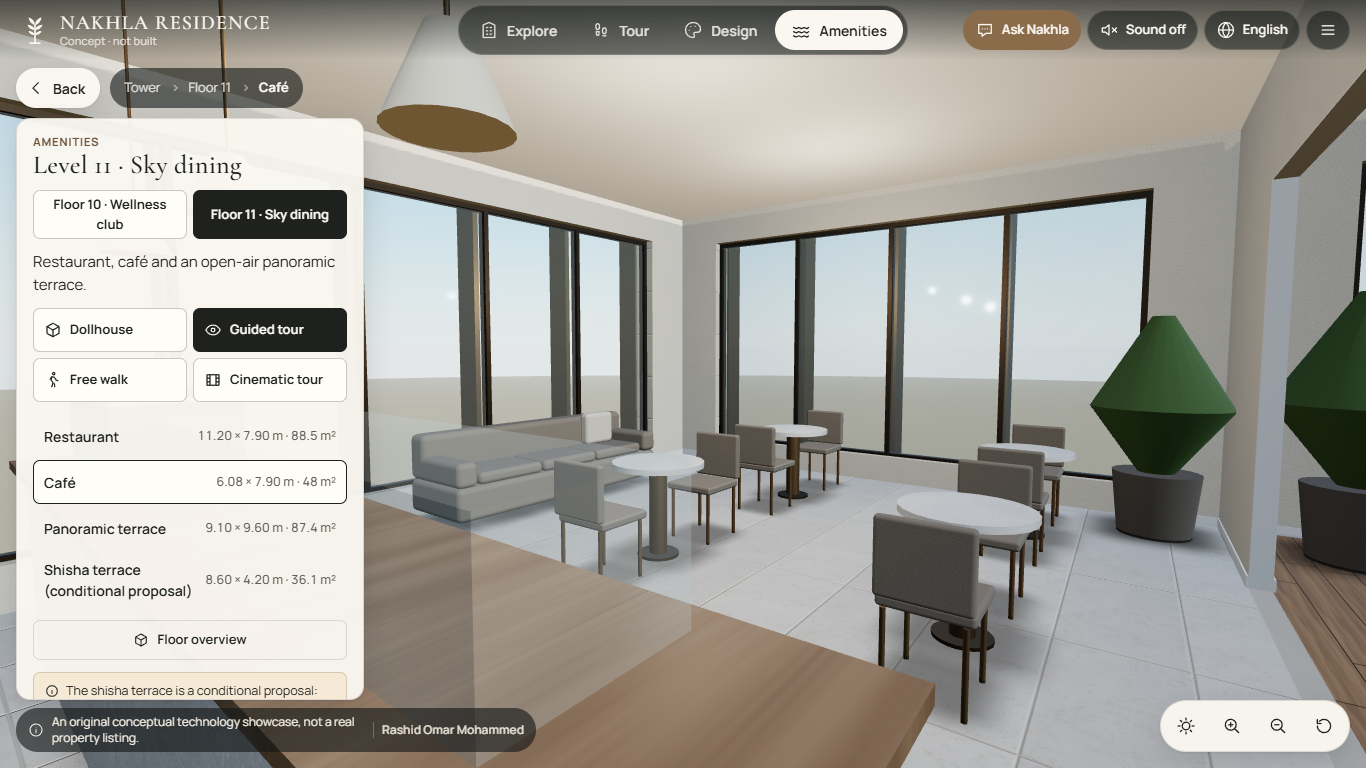 NAKHLA RESIDENCE
Concept · not built
Explore
Tour
Design
Amenities
Ask Nakhla
Sound off
English
Back
Tower › Floor 11 › Café
AMENITIES
Level 11 · Sky dining
Floor 10 · Wellness
club
Floor 11 · Sky dining
Restaurant, café and an open-air panoramic
terrace.
Dollhouse
Guided tour
Free walk
Cinematic tour
Restaurant 11.20 × 7.90 m · 88.5 m²
Café 6.08 × 7.90 m · 48 m²
Panoramic terrace 9.10 × 9.60 m · 87.4 m²
Shisha terrace
(conditional proposal) 8.60 × 4.20 m · 36.1 m²
Floor overview
The shisha terrace is a conditional proposal:
An original conceptual technology showcase, not a real
property listing.
Rashid Omar Mohammed